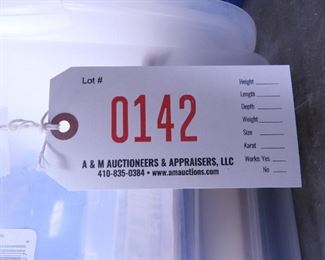 Lot #
0142
A & M AUCTIONEERS & APPRAISERS, LLC
410-835-0384 • www.amauctions.com
Height
Length
Depth
Weight
Size
Karat
Works Yes
No